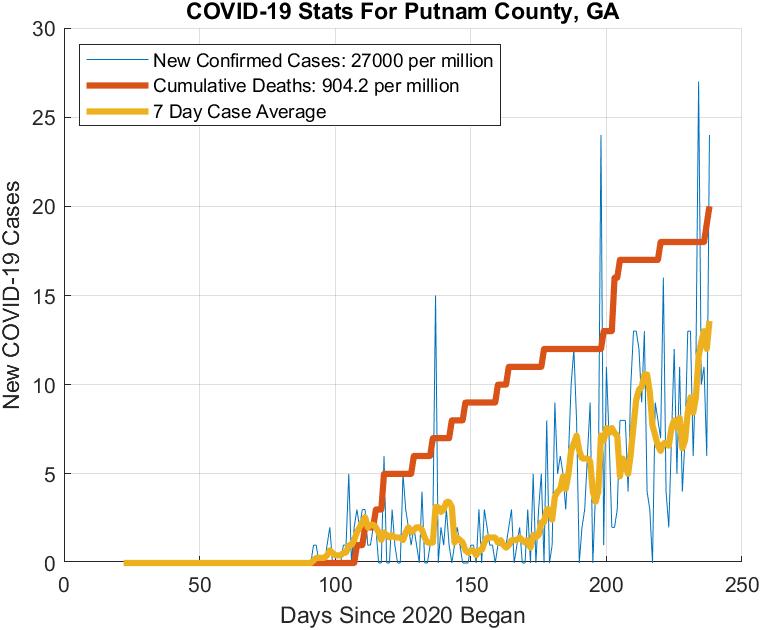 COVID-19 Stats For Putnam County, GA
New Confirmed Cases: 27000 per million
Cumulative Deaths: 904.2 per million
7 Day Case Average
New COVID-19 Cases
30
25
20
15
10
5
0
0 50 100 150 200 250
Days Since 2020 Began